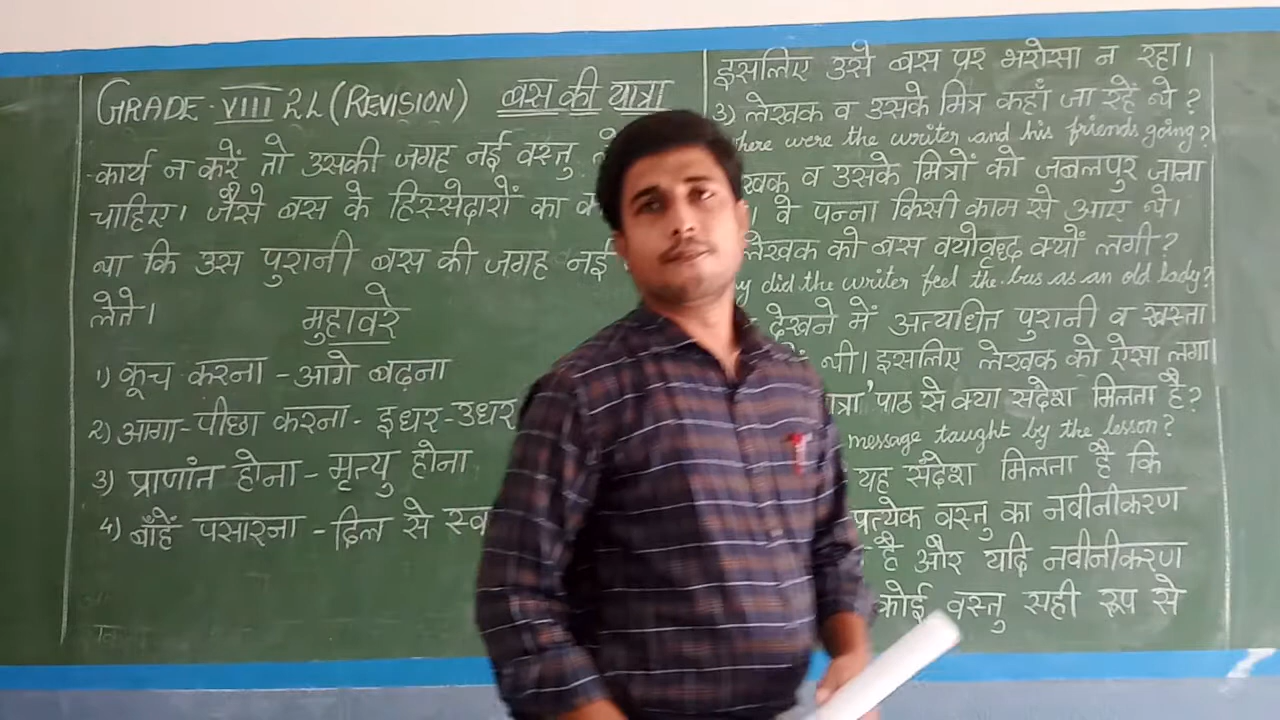 GRADE - VIII 2L (REVISION) बस की यात्रा
कार्य न करें तो उसकी जगह नई वस्तु
चाहिए। जैसे बस के हिस्सेदारों का
था कि उस पुरानी बस की जगह नई
लेते।
मुहावरे
1) कूच करना - आगे बढ़ना
2) आगा-पीछा करना - इधर-उधर
3) प्राणांत होना - मृत्यु होना
4) बाँहें पसारना - दिल से
इसलिए उसे बस पर भरोसा न रहा।
3) लेखक व उसके मित्र कहाँ जा रहें थे?
were the writer and his friends going?
व उसके मित्रों को जबलपुर जाना
। वे पन्ना किसी काम से आए थे।
लेखक को बस वयोवृध्द क्यों लगी?
did the writer feel the bus as an old lady?
देखने में अत्यधित पुरानी व खस्ता
थी। इसलिए लेखक को ऐसा लगा
पाठ से क्या संदेश मिलता है?
message taught by the lesson?
यह संदेश मिलता है कि
प्रत्येक वस्तु का नवीनीकरण
है और यदि नवीनीकरण
कोई वस्तु सही रूप से